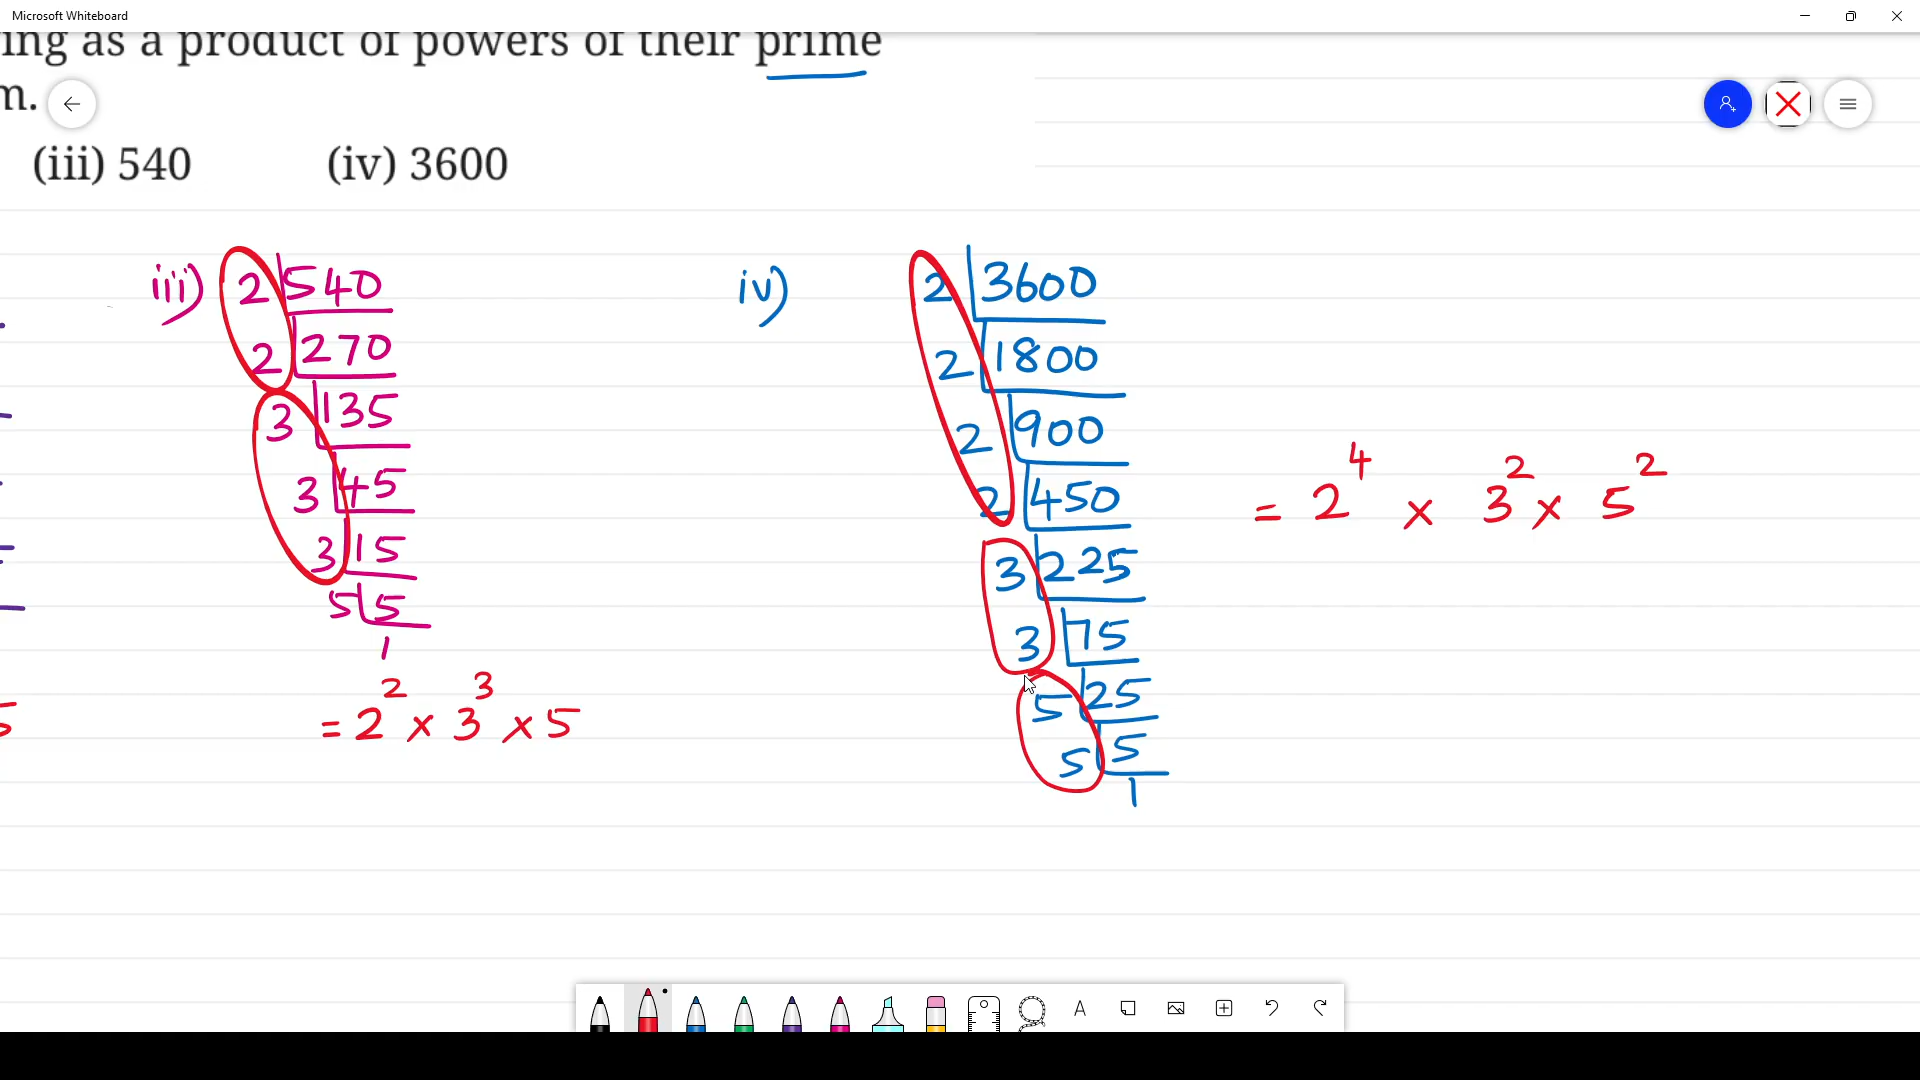 Microsoft Whiteboard
ing as a product of powers of their prime
m.
(iii) 540 (iv) 3600
iii) 2 540
2 270
3 135
3 45
3 15
5 5
1
= 2² × 3³ × 5
iv) 2 3600
2 1800
2 900
2 450
3 225
3 75
5 25
5 5
1
= 2⁴ × 3² × 5²
5
A